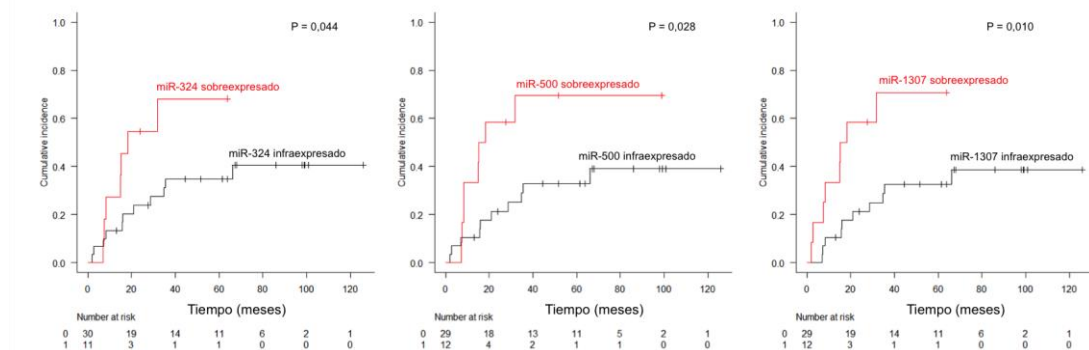 P = 0,044
miR-324 sobreexpresado
miR-324 infraexpresado
Cumulative incidence
1.0
0.8
0.6
0.4
0.2
0.0
0 20 40 60 80 100 120
Tiempo (meses)
Number at risk
0 30 19 14 11 6 2 1
1 11 3 1 1 0 0 0
P = 0,028
miR-500 sobreexpresado
miR-500 infraexpresado
Cumulative incidence
1.0
0.8
0.6
0.4
0.2
0.0
0 20 40 60 80 100 120
Tiempo (meses)
Number at risk
0 29 18 13 11 5 2 1
1 12 4 2 1 1 0 0
P = 0,010
miR-1307 sobreexpresado
miR-1307 infraexpresado
Cumulative incidence
1.0
0.8
0.6
0.4
0.2
0.0
0 20 40 60 80 100 120
Tiempo (meses)
Number at risk
0 29 19 14 11 6 2 1
1 12 3 1 1 0 0 0